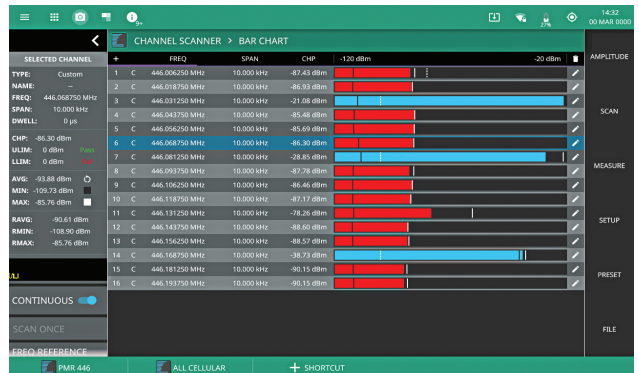 9+
27%
14:32
00 MAR 0000
CHANNEL SCANNER > BAR CHART
SELECTED CHANNEL
TYPE: Custom
NAME: --
FREQ: 446.068750 MHz
SPAN: 10.000 kHz
DWELL: 0 µs
CHP: -86.30 dBm
ULIM: 0 dBm Pass
LLIM: 0 dBm
AVG: -93.88 dBm
MIN: -109.73 dBm
MAX: -85.76 dBm
RAVG: -90.61 dBm
RMIN: -108.90 dBm
RMAX: -85.76 dBm
CONTINUOUS
SCAN ONCE
FREQ REFERENCE
+ FREQ SPAN CHP -120 dBm -20 dBm
1 C 446.006250 MHz 10.000 kHz -87.43 dBm
2 C 446.018750 MHz 10.000 kHz -86.93 dBm
3 C 446.031250 MHz 10.000 kHz -21.08 dBm
4 C 446.043750 MHz 10.000 kHz -85.48 dBm
5 C 446.056250 MHz 10.000 kHz -85.69 dBm
6 C 446.068750 MHz 10.000 kHz -86.30 dBm
7 C 446.081250 MHz 10.000 kHz -28.85 dBm
8 C 446.093750 MHz 10.000 kHz -87.78 dBm
9 C 446.106250 MHz 10.000 kHz -86.46 dBm
10 C 446.118750 MHz 10.000 kHz -87.17 dBm
11 C 446.131250 MHz 10.000 kHz -78.26 dBm
12 C 446.143750 MHz 10.000 kHz -88.60 dBm
13 C 446.156250 MHz 10.000 kHz -88.57 dBm
14 C 446.168750 MHz 10.000 kHz -38.73 dBm
15 C 446.181250 MHz 10.000 kHz -90.15 dBm
16 C 446.193750 MHz 10.000 kHz -90.15 dBm
AMPLITUDE
SCAN
MEASURE
SETUP
PRESET
FILE
PMR 446
ALL CELLULAR
+ SHORTCUT